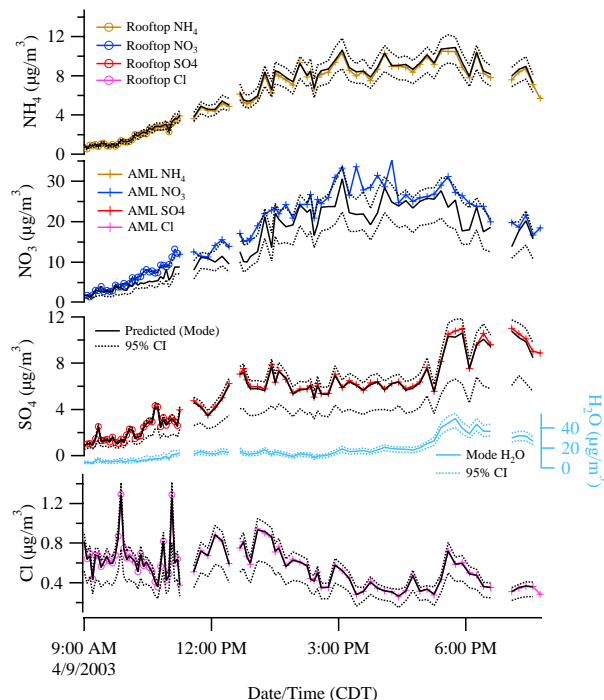 Rooftop NH4
Rooftop NO3
Rooftop SO4
Rooftop Cl
NH4 (μg/m3)
12
8
4
0
AML NH4
AML NO3
AML SO4
AML Cl
NO3 (μg/m3)
30
20
10
0
Predicted (Mode)
95% CI
SO4 (μg/m3)
12
8
4
0
H2O (μg/m3)
40
20
0
Mode H2O
95% CI
Cl (μg/m3)
1.2
0.8
0.4
9:00 AM
12:00 PM
3:00 PM
6:00 PM
4/9/2003
Date/Time (CDT)